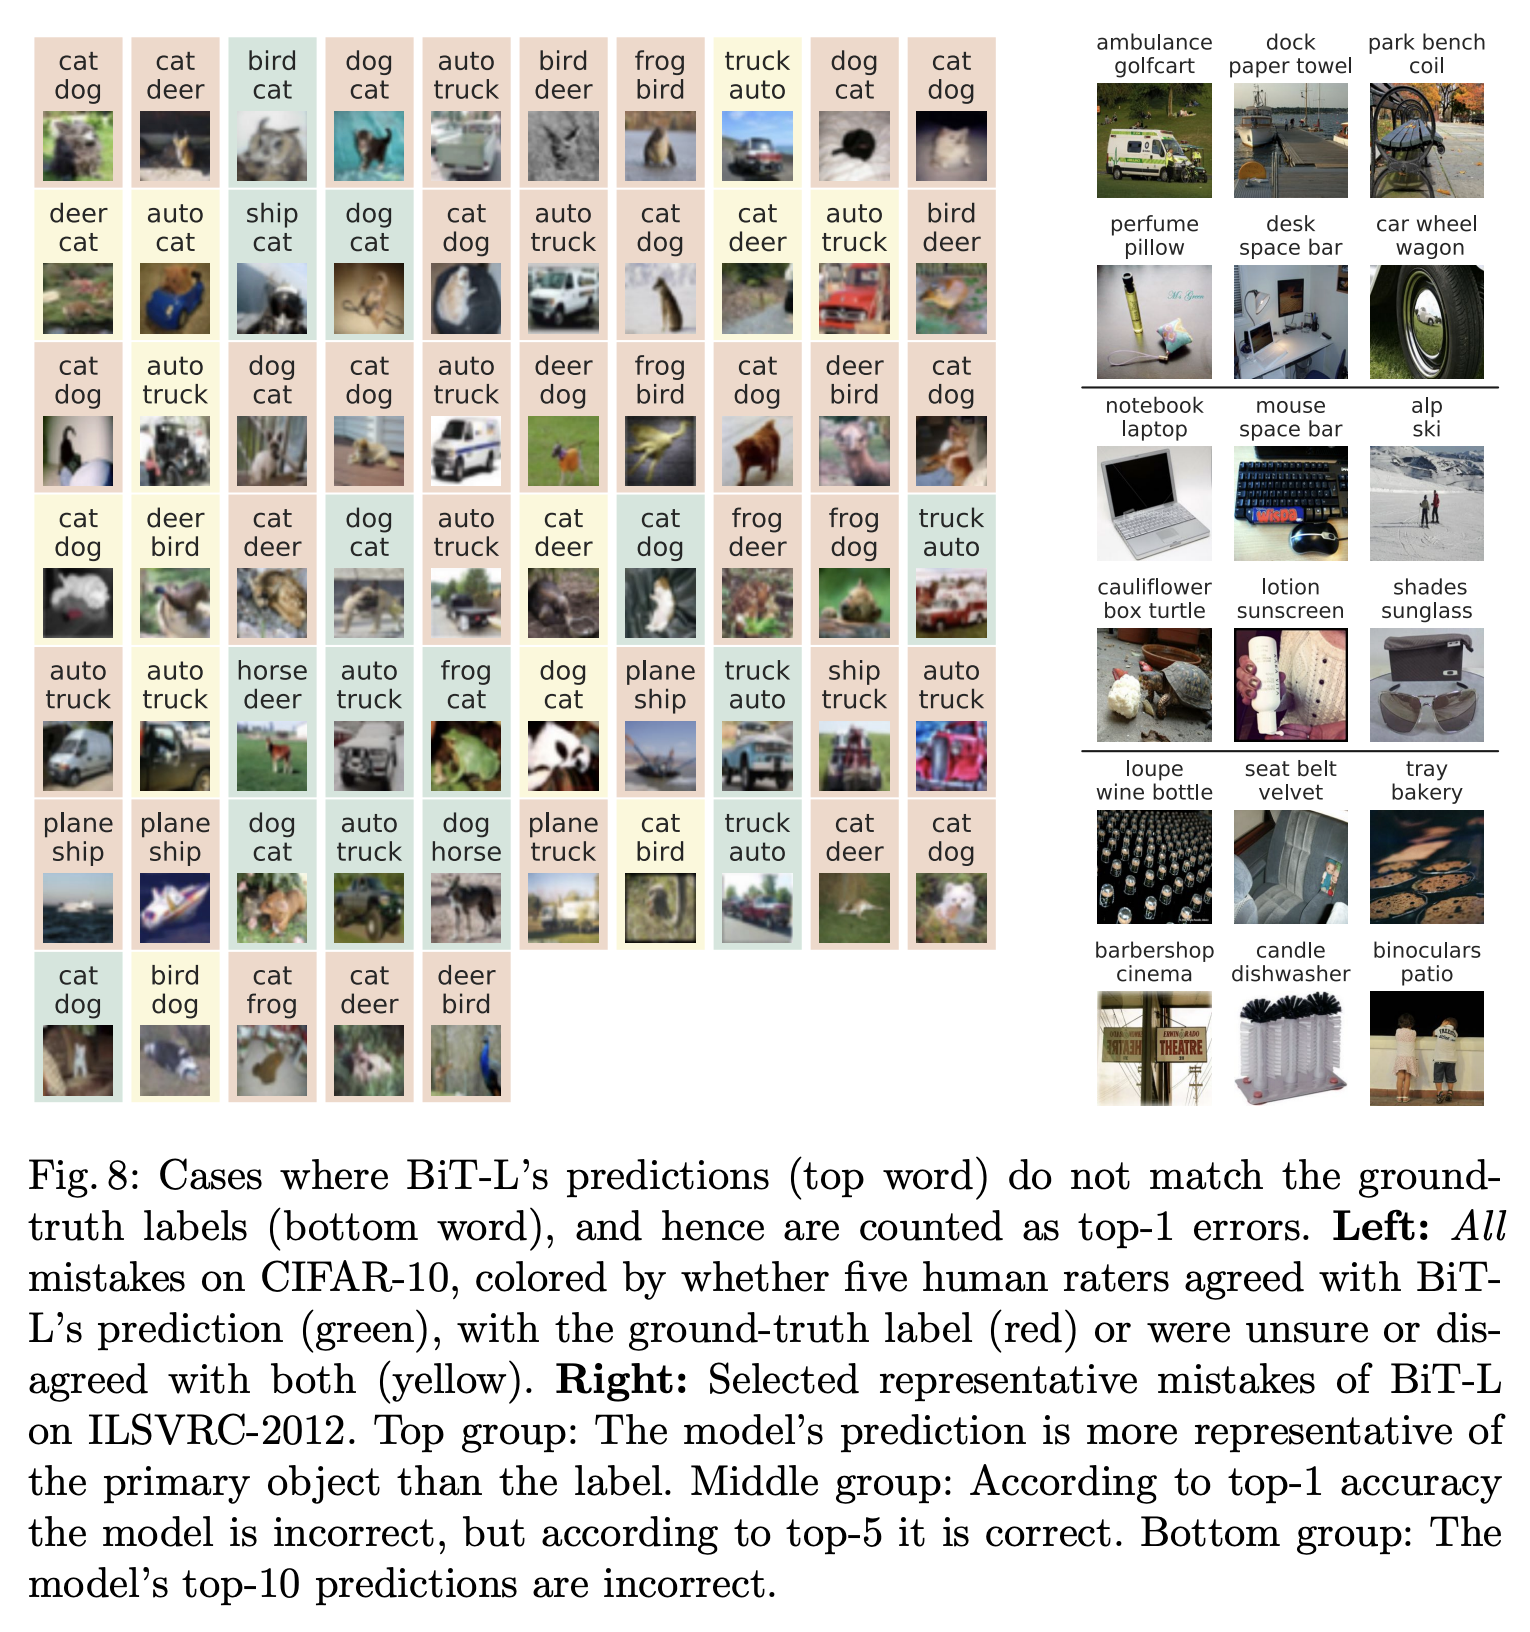 cat cat bird dog auto bird frog truck dog cat
dog deer cat cat truck deer bird auto cat dog
deer auto ship dog cat auto cat cat auto bird
cat cat cat cat dog truck dog deer truck deer
cat auto dog cat auto deer frog cat deer cat
dog truck cat dog truck dog bird dog bird dog
cat deer cat dog auto cat cat frog frog truck
dog bird deer cat truck deer dog deer dog auto
auto auto horse auto frog dog plane truck ship auto
truck truck deer truck cat cat ship auto truck truck
plane plane dog auto dog plane cat truck cat cat
ship ship cat truck horse truck bird auto deer dog
cat bird cat cat deer
dog dog frog deer bird
ambulance dock park bench
golfcart paper towel coil
perfume desk car wheel
pillow space bar wagon
Ms Green
notebook mouse alp
laptop space bar ski
cauliflower lotion shades
box turtle sunscreen sunglass
loupe seat belt tray
wine bottle velvet bakery
barbershop candle binoculars
cinema dishwasher patio
THEATRE
Fig. 8: Cases where BiT-L's predictions (top word) do not match the ground-
truth labels (bottom word), and hence are counted as top-1 errors. Left: All
mistakes on CIFAR-10, colored by whether five human raters agreed with BiT-
L's prediction (green), with the ground-truth label (red) or were unsure or dis-
agreed with both (yellow). Right: Selected representative mistakes of BiT-L
on ILSVRC-2012. Top group: The model's prediction is more representative of
the primary object than the label. Middle group: According to top-1 accuracy
the model is incorrect, but according to top-5 it is correct. Bottom group: The
model's top-10 predictions are incorrect.